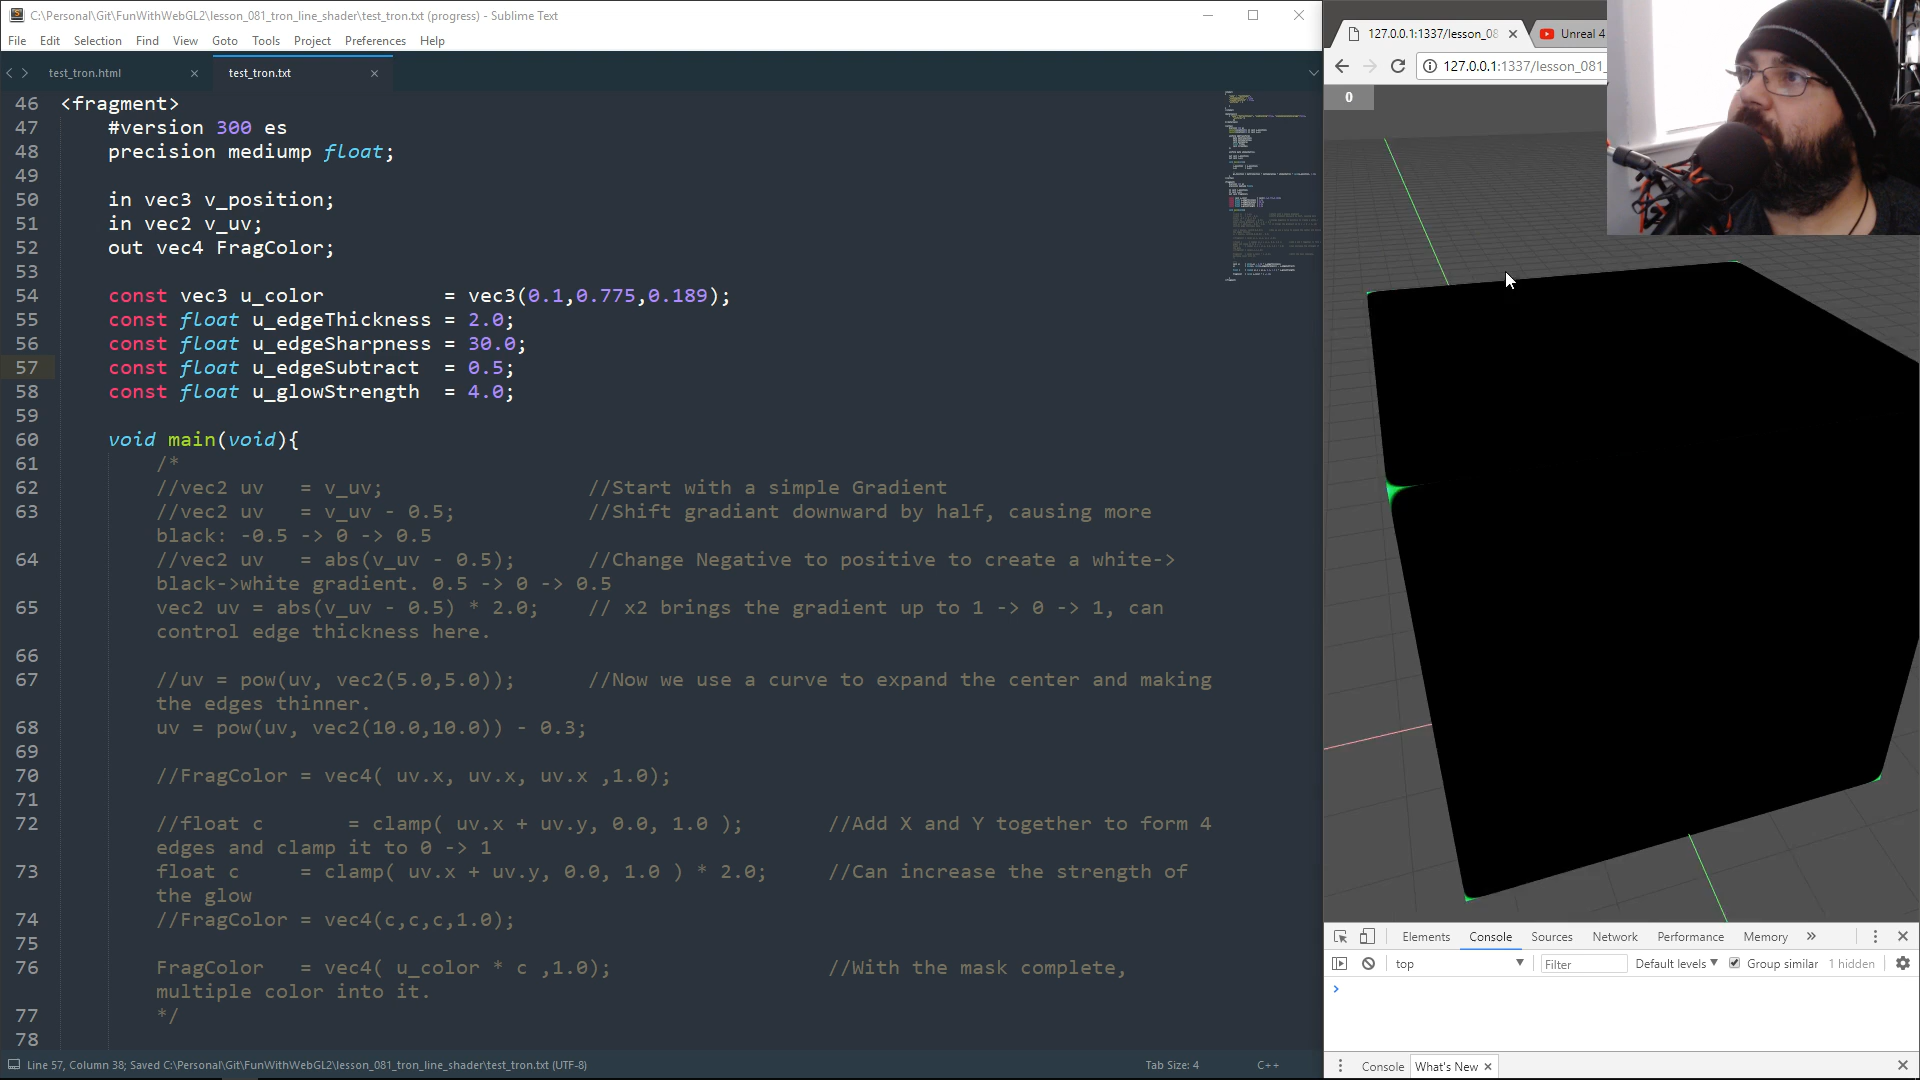 C:\Personal\Git\FunWithWebGL2\lesson_081_tron_line_shader\test_tron.txt (progress) - Sublime Text
File Edit Selection Find View Goto Tools Project Preferences Help
test_tron.html
test_tron.txt
46 <fragment>
47 #version 300 es
48 precision mediump float;
49
50 in vec3 v_position;
51 in vec2 v_uv;
52 out vec4 FragColor;
53
54 const vec3 u_color = vec3(0.1,0.775,0.189);
55 const float u_edgeThickness = 2.0;
56 const float u_edgeSharpness = 30.0;
57 const float u_edgeSubtract = 0.5;
58 const float u_glowStrength = 4.0;
59
60 void main(void){
61 /*
62 //vec2 uv = v_uv; //Start with a simple Gradient
63 //vec2 uv = v_uv - 0.5; //Shift gradiant downward by half, causing more
black: -0.5 -> 0 -> 0.5
64 //vec2 uv = abs(v_uv - 0.5); //Change Negative to positive to create a white->
black->white gradient. 0.5 -> 0 -> 0.5
65 vec2 uv = abs(v_uv - 0.5) * 2.0; // x2 brings the gradient up to 1 -> 0 -> 1, can
control edge thickness here.
66
67 //uv = pow(uv, vec2(5.0,5.0)); //Now we use a curve to expand the center and making
the edges thinner.
68 uv = pow(uv, vec2(10.0,10.0)) - 0.3;
69
70 //FragColor = vec4( uv.x, uv.x, uv.x ,1.0);
71
72 //float c = clamp( uv.x + uv.y, 0.0, 1.0 ); //Add X and Y together to form 4
edges and clamp it to 0 -> 1
73 float c = clamp( uv.x + uv.y, 0.0, 1.0 ) * 2.0; //Can increase the strength of
the glow
74 //FragColor = vec4(c,c,c,1.0);
75
76 FragColor = vec4( u_color * c ,1.0); //With the mask complete,
multiple color into it.
77 */
78
Line 57, Column 38; Saved C:\Personal\Git\FunWithWebGL2\lesson_081_tron_line_shader\test_tron.txt (UTF-8)
Tab Size: 4
C++
127.0.0.1:1337/lesson_08
Unreal 4
127.0.0.1:1337/lesson_081_
0
Elements Console Sources Network Performance Memory »
top Filter Default levels Group similar 1 hidden
Console What's New